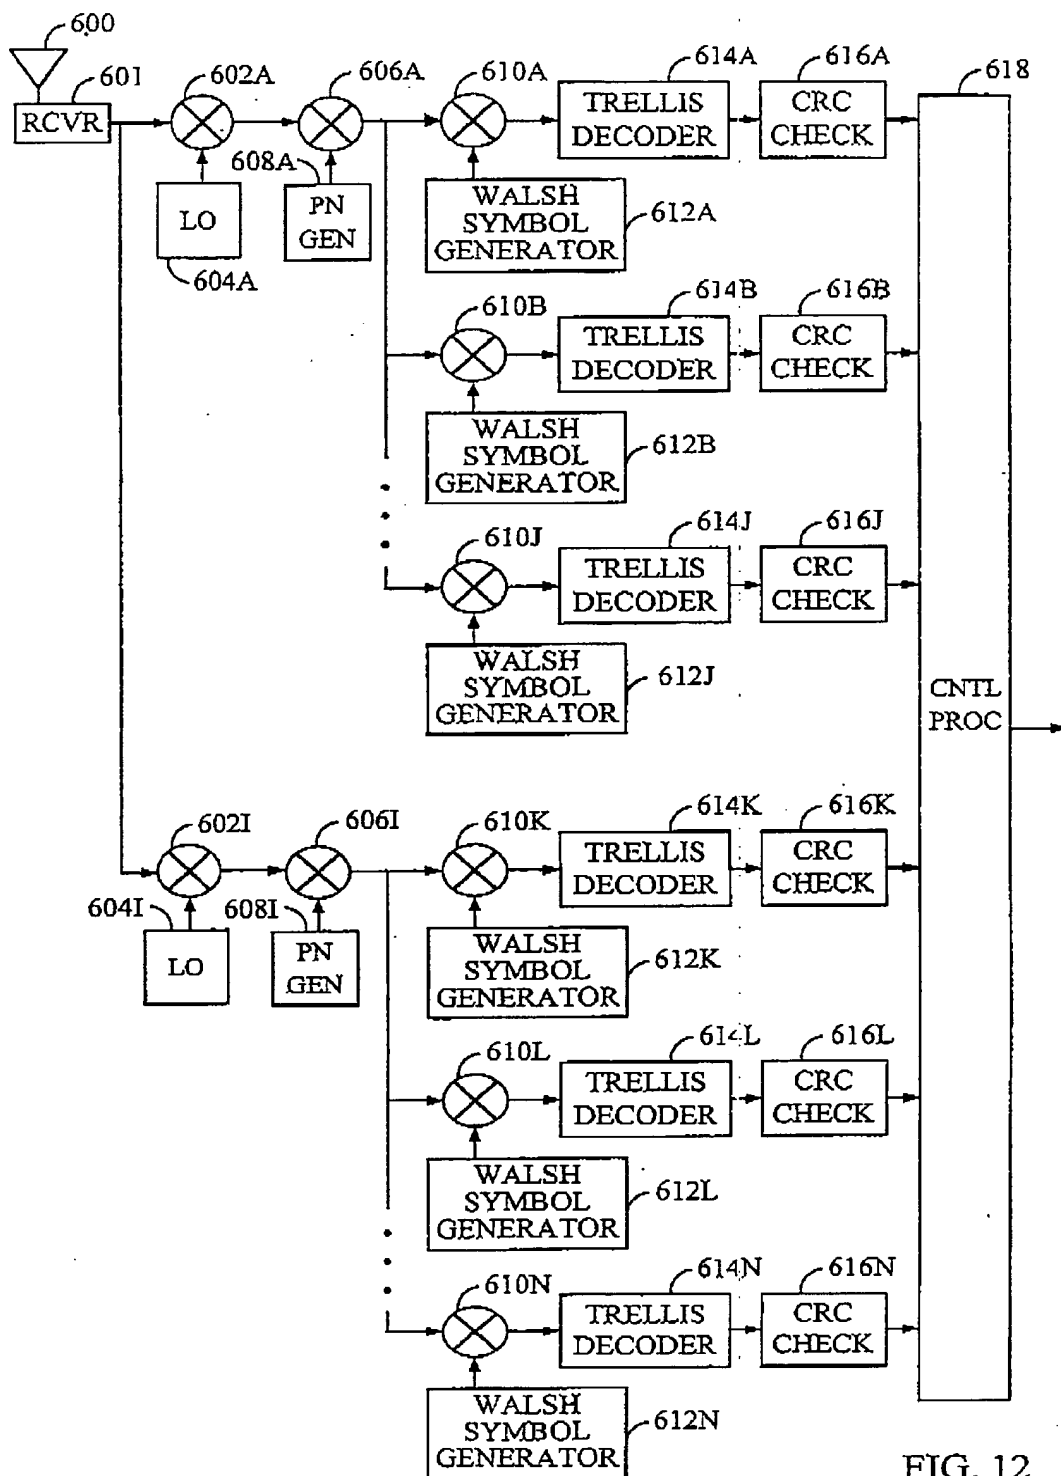 600
601
RCVR
602A
606A
610A
614A
616A
618
TRELLIS
DECODER
CRC
CHECK
LO
604A
608A
PN
GEN
WALSH
SYMBOL
GENERATOR
612A
610B
614B
616B
TRELLIS
DECODER
CRC
CHECK
WALSH
SYMBOL
GENERATOR
612B
610J
614J
616J
TRELLIS
DECODER
CRC
CHECK
WALSH
SYMBOL
GENERATOR
612J
CNTL
PROC
602I
606I
610K
614K
616K
TRELLIS
DECODER
CRC
CHECK
604I
LO
608I
PN
GEN
WALSH
SYMBOL
GENERATOR
612K
610L
614L
616L
TRELLIS
DECODER
CRC
CHECK
WALSH
SYMBOL
GENERATOR
612L
610N
614N
616N
TRELLIS
DECODER
CRC
CHECK
WALSH
SYMBOL
GENERATOR
612N
FIG. 12